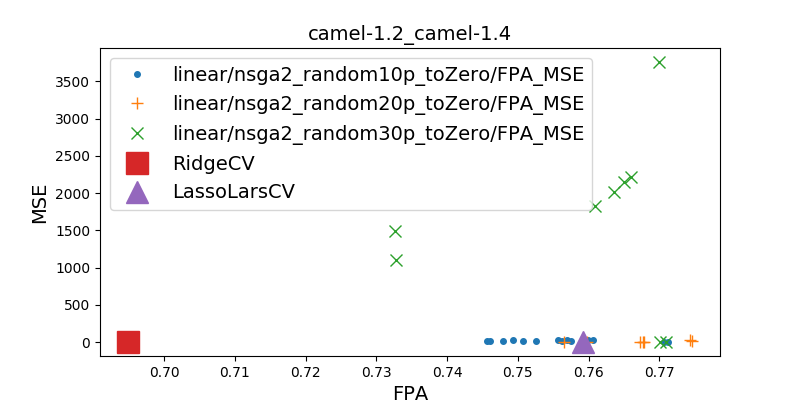 camel-1.2_camel-1.4
linear/nsga2_random10p_toZero/FPA_MSE
linear/nsga2_random20p_toZero/FPA_MSE
linear/nsga2_random30p_toZero/FPA_MSE
RidgeCV
LassoLarsCV
MSE
3500
3000
2500
2000
1500
1000
500
0
0.70 0.71 0.72 0.73 0.74 0.75 0.76 0.77
FPA